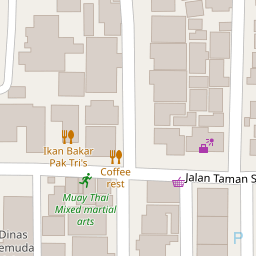 Ikan Bakar
Pak Tri's
Coffee
rest
Jalan Taman S
Muay Thai
Mixed martial
arts
Dinas
emuda
P